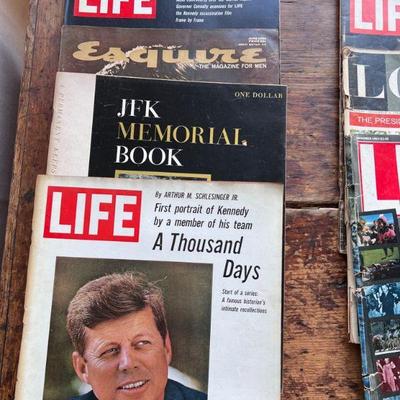 LIFE
Governor Connally examines for LIFE
the Kennedy assassination film
Frame by Frame
Esquire
THE MAGAZINE FOR MEN
ONE DOLLAR
JFK
MEMORIAL
BOOK
LIFE
By ARTHUR M. SCHLESINGER JR.
First portrait of Kennedy
by a member of his team
A Thousand
Days
Start of a series:
A famous historian's
intimate recollections
LIFE
LO
THE PRESI
L